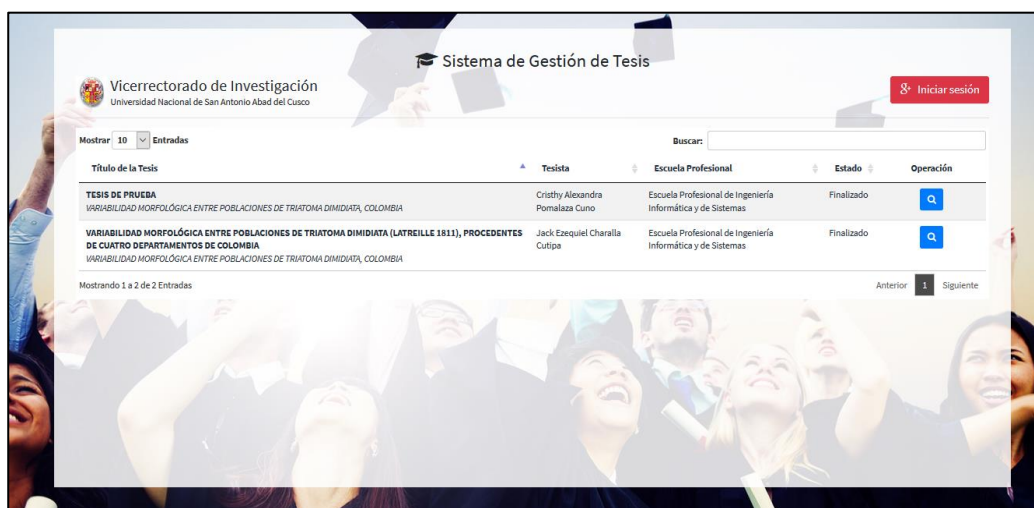 Sistema de Gestión de Tesis
Vicerrectorado de Investigación
Universidad Nacional de San Antonio Abad del Cusco
Iniciar sesión
Mostrar 10 Entradas
Buscar:
Título de la Tesis Tesista Escuela Profesional Estado Operación
TESIS DE PRUEBA
VARIABILIDAD MORFOLÓGICA ENTRE POBLACIONES DE TRIATOMA DIMIDIATA, COLOMBIA
Cristhy Alexandra
Pomalaza Cuno
Escuela Profesional de Ingeniería
Informática y de Sistemas
Finalizado
VARIABILIDAD MORFOLÓGICA ENTRE POBLACIONES DE TRIATOMA DIMIDIATA (LATREILLE 1811), PROCEDENTES
DE CUATRO DEPARTAMENTOS DE COLOMBIA
VARIABILIDAD MORFOLÓGICA ENTRE POBLACIONES DE TRIATOMA DIMIDIATA, COLOMBIA
Jack Ezequiel Charalla
Cutipa
Escuela Profesional de Ingeniería
Informática y de Sistemas
Finalizado
Mostrando 1 a 2 de 2 Entradas
Anterior 1 Siguiente